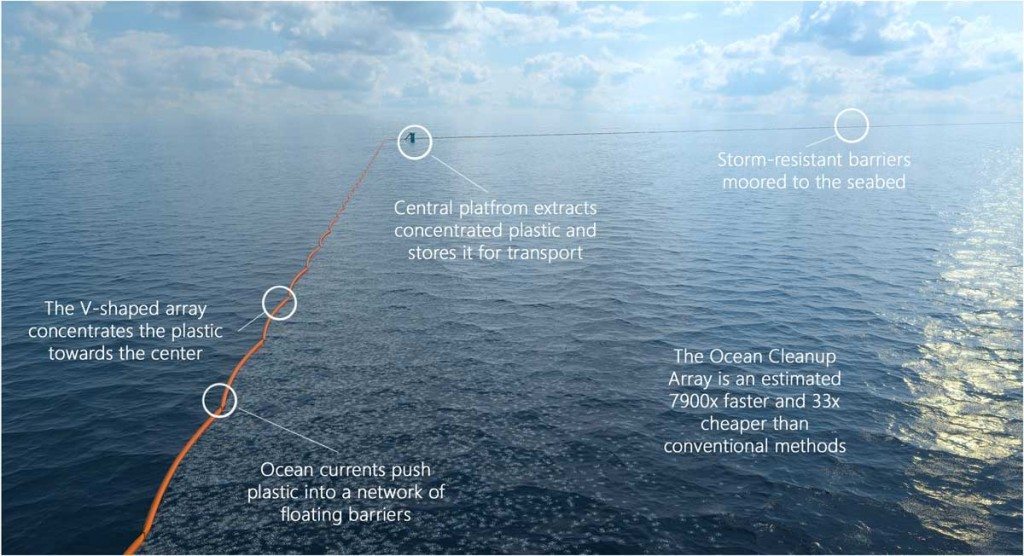 Storm-resistant barriers
moored to the seabed
Central platfrom extracts
concentrated plastic and
stores it for transport
The V-shaped array
concentrates the plastic
towards the center
The Ocean Cleanup
Array is an estimated
7900x faster and 33x
cheaper than
conventional methods
Ocean currents push
plastic into a network of
floating barriers